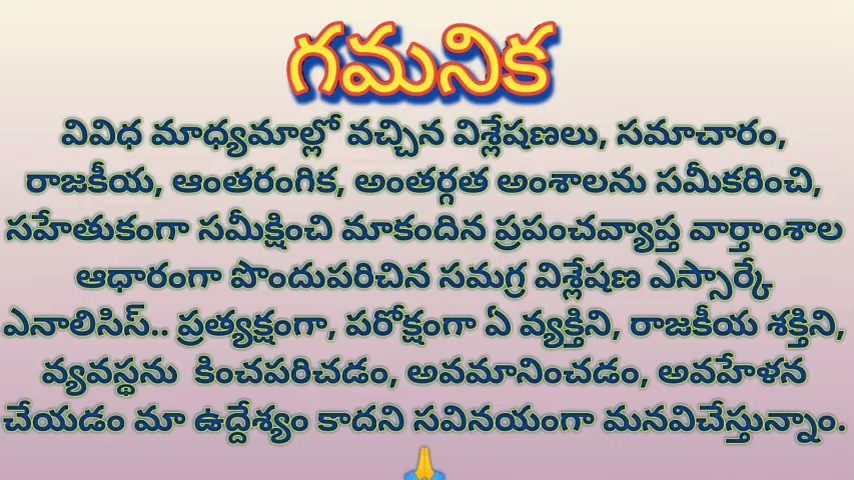 గమనిక
వివిధ మాధ్యమాల్లో వచ్చిన విశ్లేషణలు, సమాచారం,
రాజకీయ, ఆంతరంగిక, అంతర్గత అంశాలను సమీకరించి,
సహేతుకంగా సమీక్షించి మాకందిన ప్రపంచవ్యాప్త వార్తాంశాల
ఆధారంగా పొందుపరిచిన సమగ్ర విశ్లేషణ ఎస్సార్కే
ఎనాలిసిస్.. ప్రత్యక్షంగా, పరోక్షంగా ఏ వ్యక్తిని, రాజకీయ శక్తిని,
వ్యవస్థను కించపరిచడం, అవమానించడం, అవహేళన
చేయడం మా ఉద్దేశ్యం కాదని సవినయంగా మనవిచేస్తున్నాం.
🙏